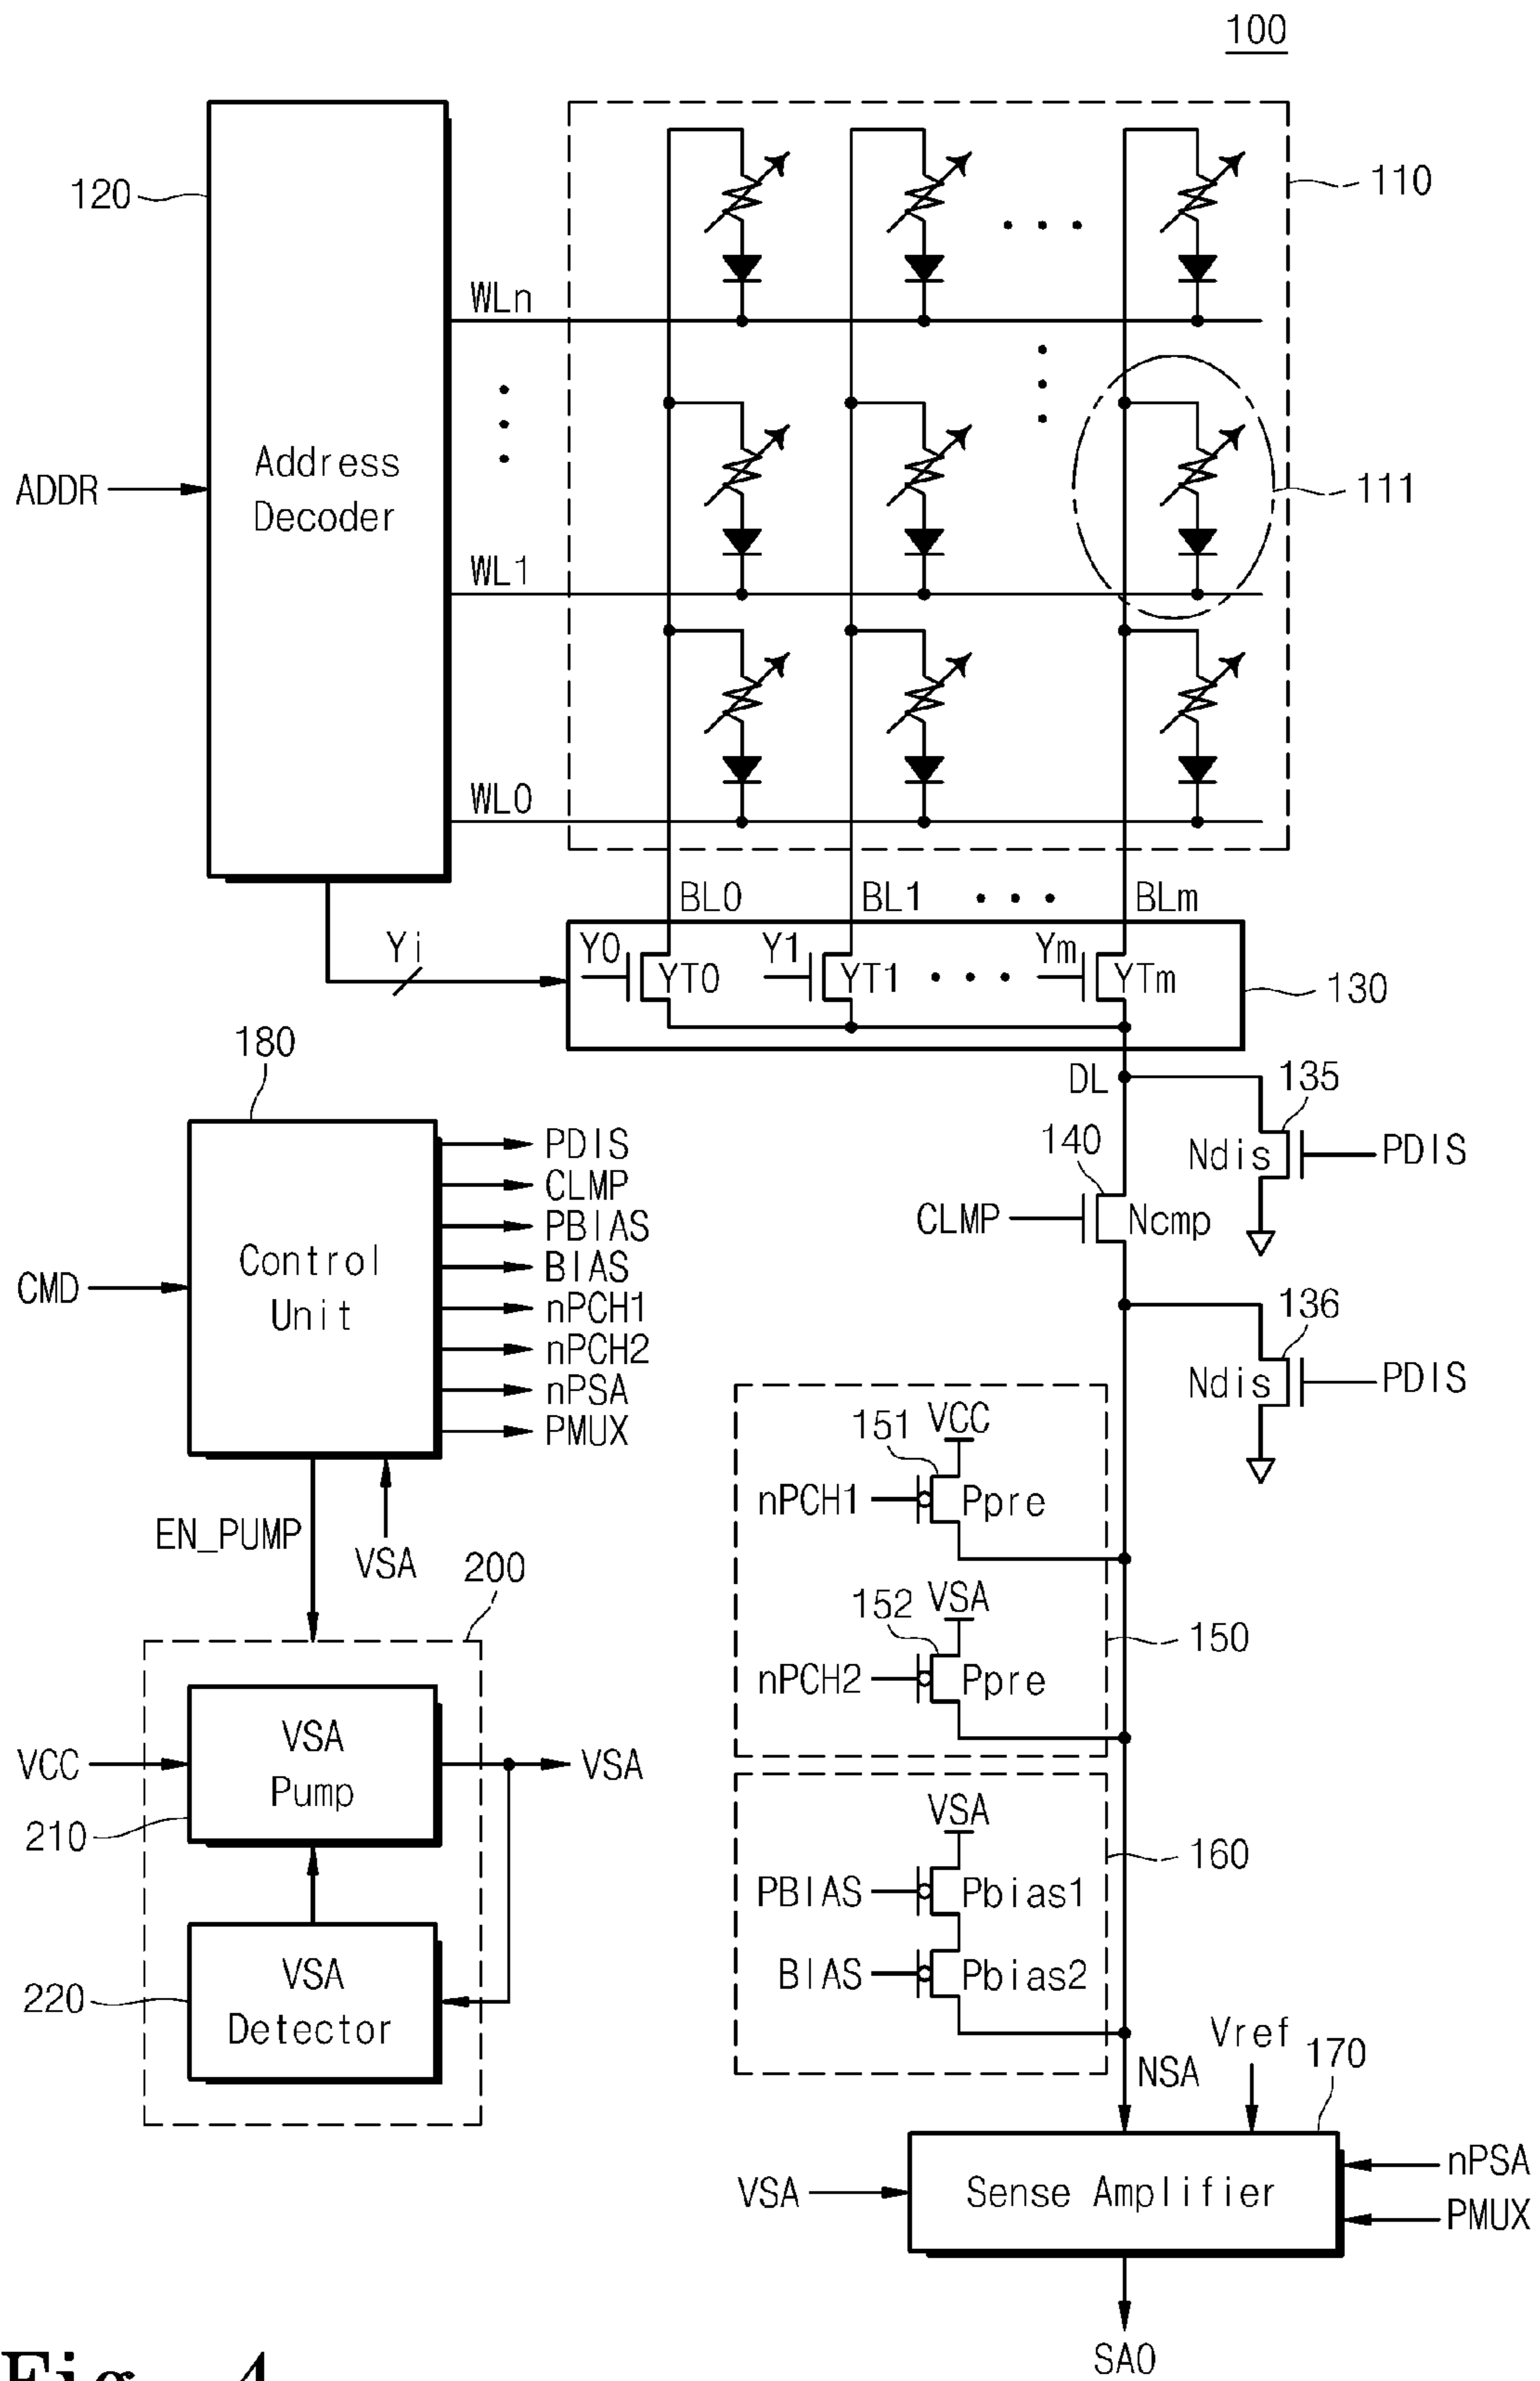 100
120
110
WLn
Address
Decoder
ADDR
111
WL1
WL0
BL0
BL1
BLm
Yi
Y0
YT0
Y1
YT1
Ym
YTm
130
180
DL
135
Ndis
PDIS
140
CLMP
Ncmp
136
Ndis
PDIS
CMD
Control
Unit
PDIS
CLMP
PBIAS
BIAS
nPCH1
nPCH2
nPSA
PMUX
EN_PUMP
VSA
200
151
VCC
nPCH1
Ppre
152
VSA
nPCH2
Ppre
150
VCC
VSA
Pump
VSA
210
VSA
Detector
220
VSA
PBIAS
Pbias1
BIAS
Pbias2
160
NSA
Vref
170
VSA
Sense Amplifier
nPSA
PMUX
SAO
Fig. 4